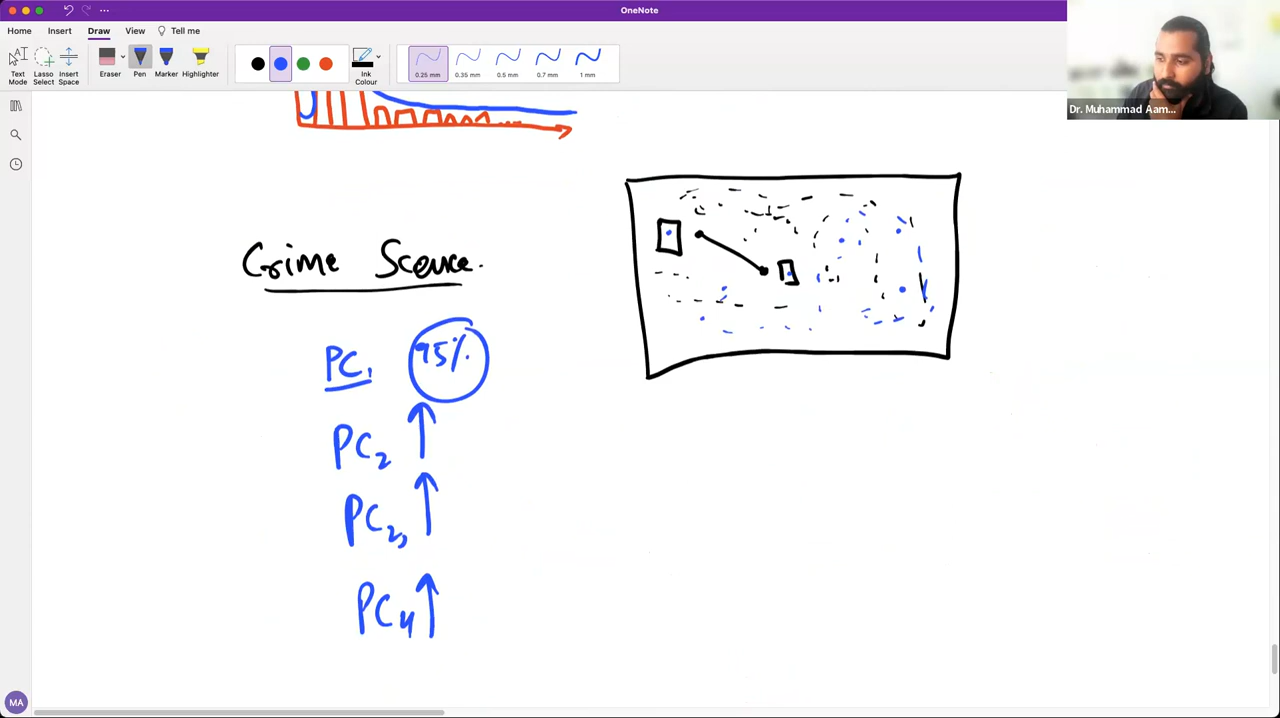 OneNote
Home Insert Draw View Tell me
Text Mode
Lasso Select
Insert Space
Eraser
Pen
Marker
Highlighter
Ink Colour
0.25 mm
0.35 mm
0.5 mm
0.7 mm
1 mm
Dr. Muhammad Aam...
Crime Scence.
PC1 95%
PC2
PC2,
PC4
MA